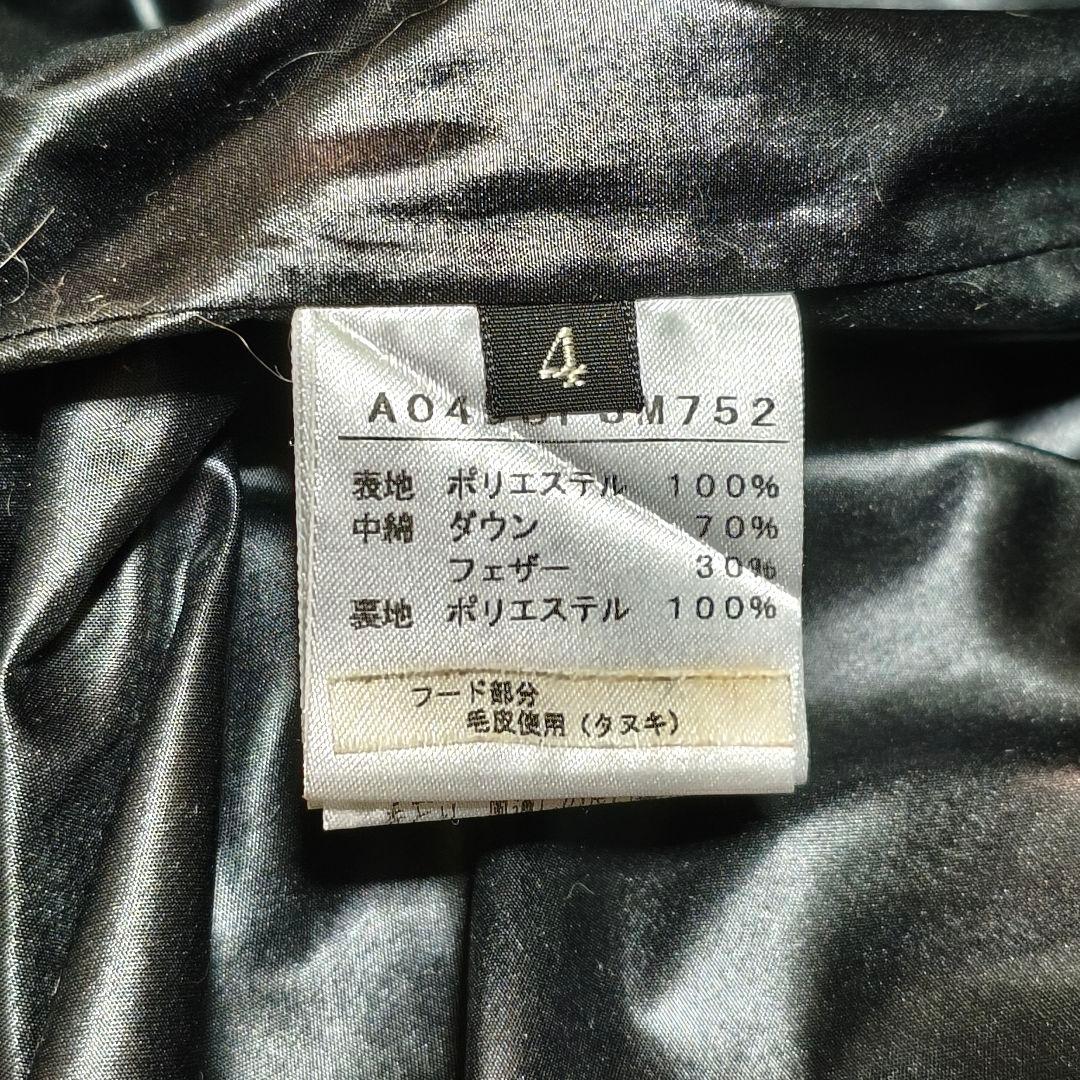 4
M752
表地 ポリエステル 100%
中綿 ダウン 70%
フェザー 30%
裏地 ポリエステル 100%
フード部分
毛皮使用（タヌキ）